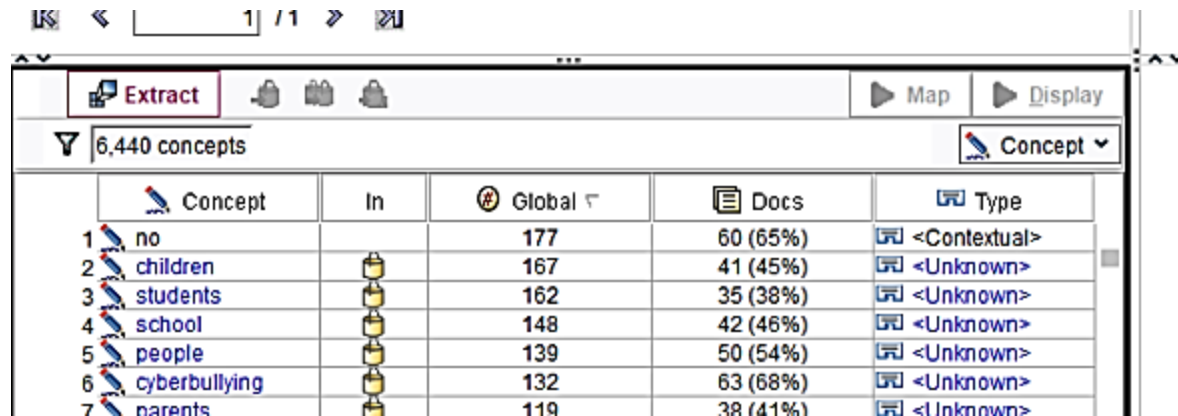 1 / 1
Extract Map Display
6,440 concepts Concept
Concept In Global Docs Type
1 no 177 60 (65%) <Contextual>
2 children 167 41 (45%) <Unknown>
3 students 162 35 (38%) <Unknown>
4 school 148 42 (46%) <Unknown>
5 people 139 50 (54%) <Unknown>
6 cyberbullying 132 63 (68%) <Unknown>
7 parents 119 38 (41%) <Unknown>